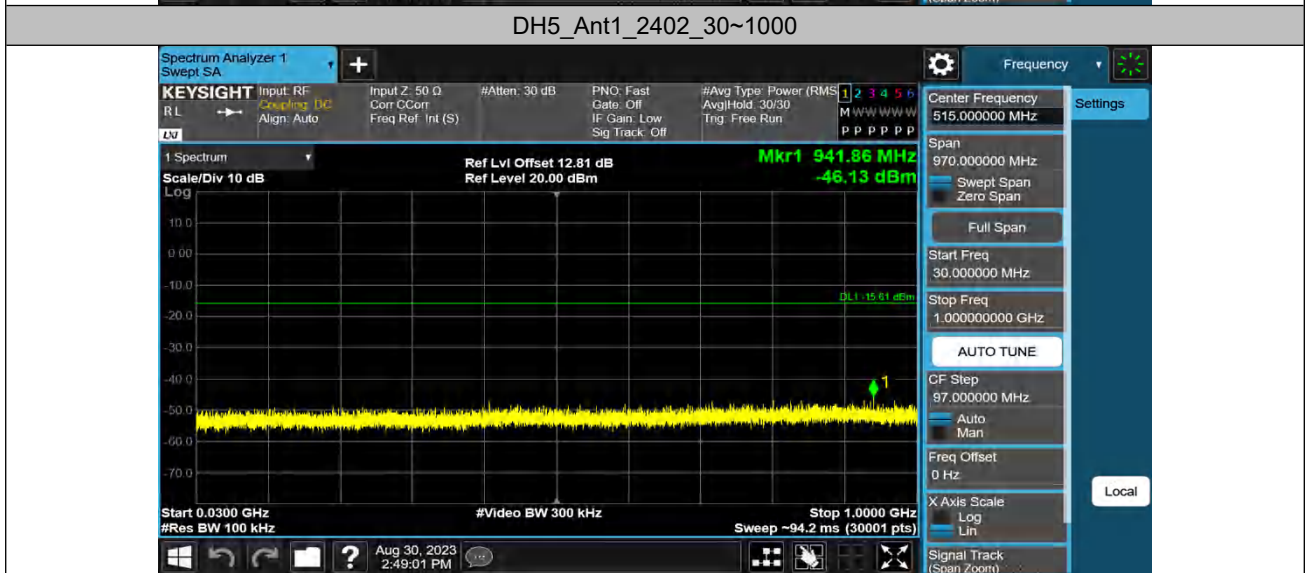 (Span Zoom)
DH5_Ant1_2402_30~1000
Spectrum Analyzer 1
Swept SA
Frequency
KEYSIGHT
RL
LXI
Input: RF
Coupling: DC
Align: Auto
Input Z: 50 Ω
Corr CCorr
Freq Ref: Int (S)
#Atten: 30 dB
PNO: Fast
Gate: Off
IF Gain: Low
Sig Track: Off
#Avg Type: Power (RMS
Avg|Hold: 30/30
Trig: Free Run
1 2 3 4 5 6
M W W W W W
P P P P P P
Center Frequency
515.000000 MHz
Settings
1 Spectrum
Scale/Div 10 dB
Log
Ref Lvl Offset 12.81 dB
Ref Level 20.00 dBm
Mkr1 941.86 MHz
-46.13 dBm
Span
970.000000 MHz
Swept Span
Zero Span
Full Span
Start Freq
30.000000 MHz
Stop Freq
1.000000000 GHz
AUTO TUNE
CF Step
97.000000 MHz
Auto
Man
Freq Offset
0 Hz
X Axis Scale
Log
Lin
Signal Track
(Span Zoom)
Local
10.0
0.00
-10.0
DL1 -15.61 dBm
-20.0
-30.0
-40.0
1
-50.0
-60.0
-70.0
Start 0.0300 GHz
#Res BW 100 kHz
#Video BW 300 kHz
Stop 1.0000 GHz
Sweep ~94.2 ms (30001 pts)
?
Aug 30, 2023
2:49:01 PM